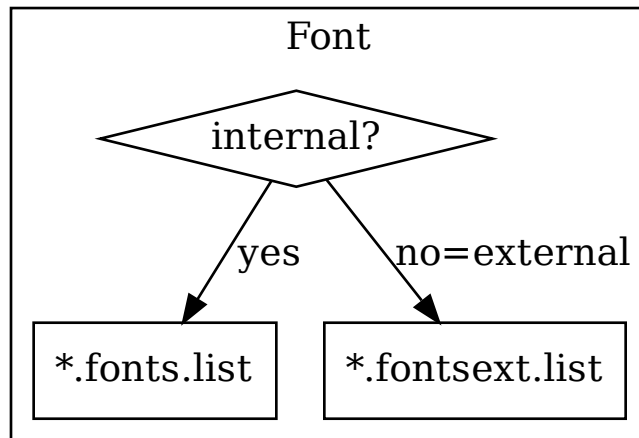 Font
internal?
yes
no=external
*.fonts.list
*.fontsext.list